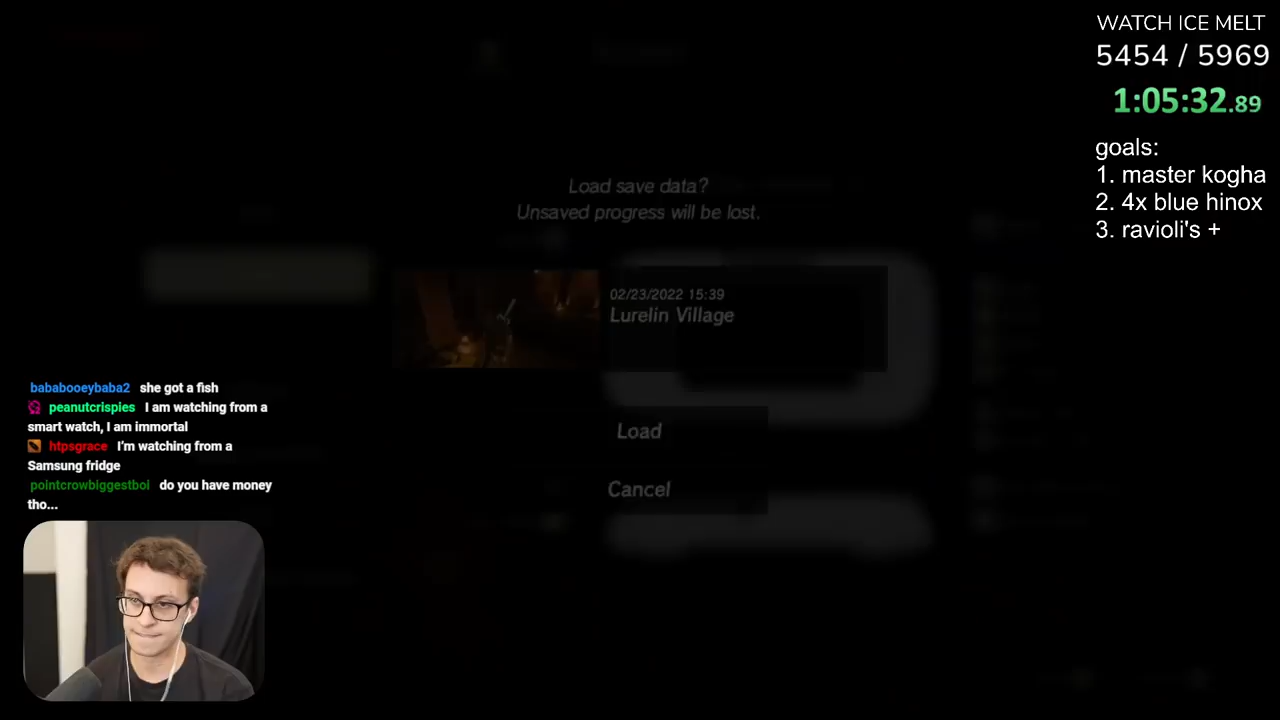 WATCH ICE MELT
5454 / 5969
1:05:32.89
goals:
1. master kogha
2. 4x blue hinox
3. ravioli's +
Load save data?
Unsaved progress will be lost.
02/23/2022 15:39
Lurelin Village
Load
Cancel
bababooeybaba2 she got a fish
peanutcrispies I am watching from a
smart watch, I am immortal
htpsgrace I'm watching from a
Samsung fridge
pointcrowbiggestboi do you have money
tho...